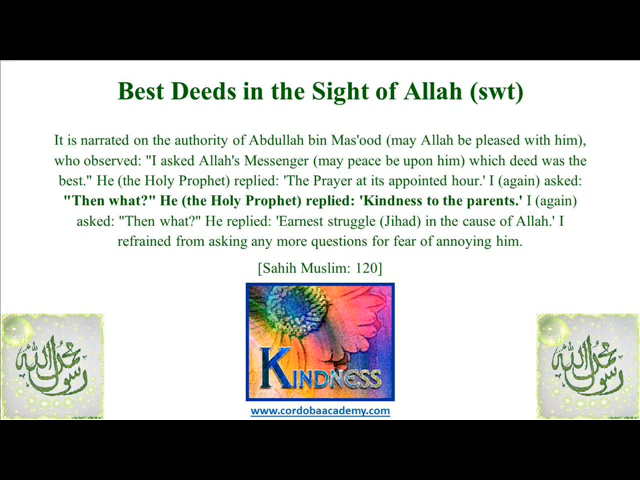 Best Deeds in the Sight of Allah (swt)
It is narrated on the authority of Abdullah bin Mas'ood (may Allah be pleased with him),
who observed: "I asked Allah's Messenger (may peace be upon him) which deed was the
best." He (the Holy Prophet) replied: 'The Prayer at its appointed hour.' I (again) asked:
"Then what?" He (the Holy Prophet) replied: 'Kindness to the parents.' I (again)
asked: "Then what?" He replied: 'Earnest struggle (Jihad) in the cause of Allah.' I
refrained from asking any more questions for fear of annoying him.
[Sahih Muslim: 120]
KINDNESS
محمد رسول الله
محمد رسول الله
www.cordobaacademy.com